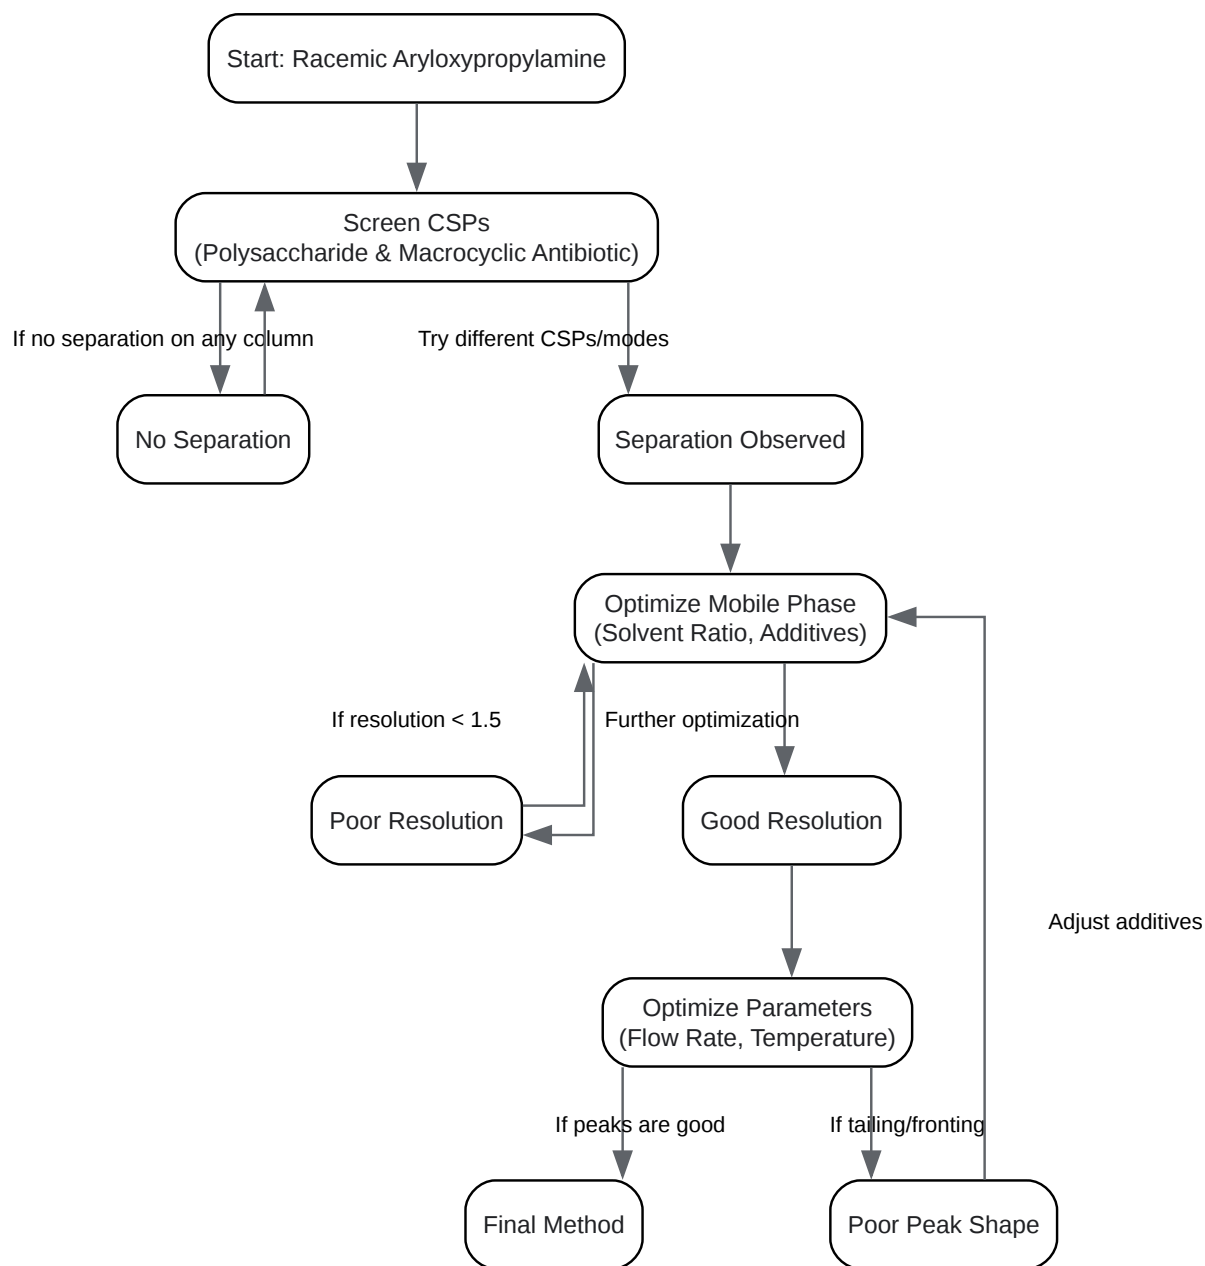 Start: Racemic Aryloxypropylamine
Screen CSPs
(Polysaccharide & Macrocyclic Antibiotic)
If no separation on any column
Try different CSPs/modes
No Separation
Separation Observed
Optimize Mobile Phase
(Solvent Ratio, Additives)
If resolution < 1.5
Further optimization
Poor Resolution
Good Resolution
Adjust additives
Optimize Parameters
(Flow Rate, Temperature)
If peaks are good
If tailing/fronting
Final Method
Poor Peak Shape